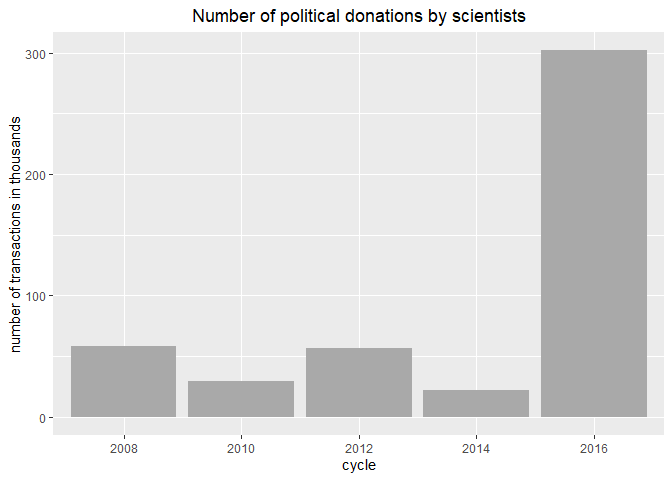 Number of political donations by scientists
number of transactions in thousands
300
200
100
0
2008 2010 2012 2014 2016
cycle